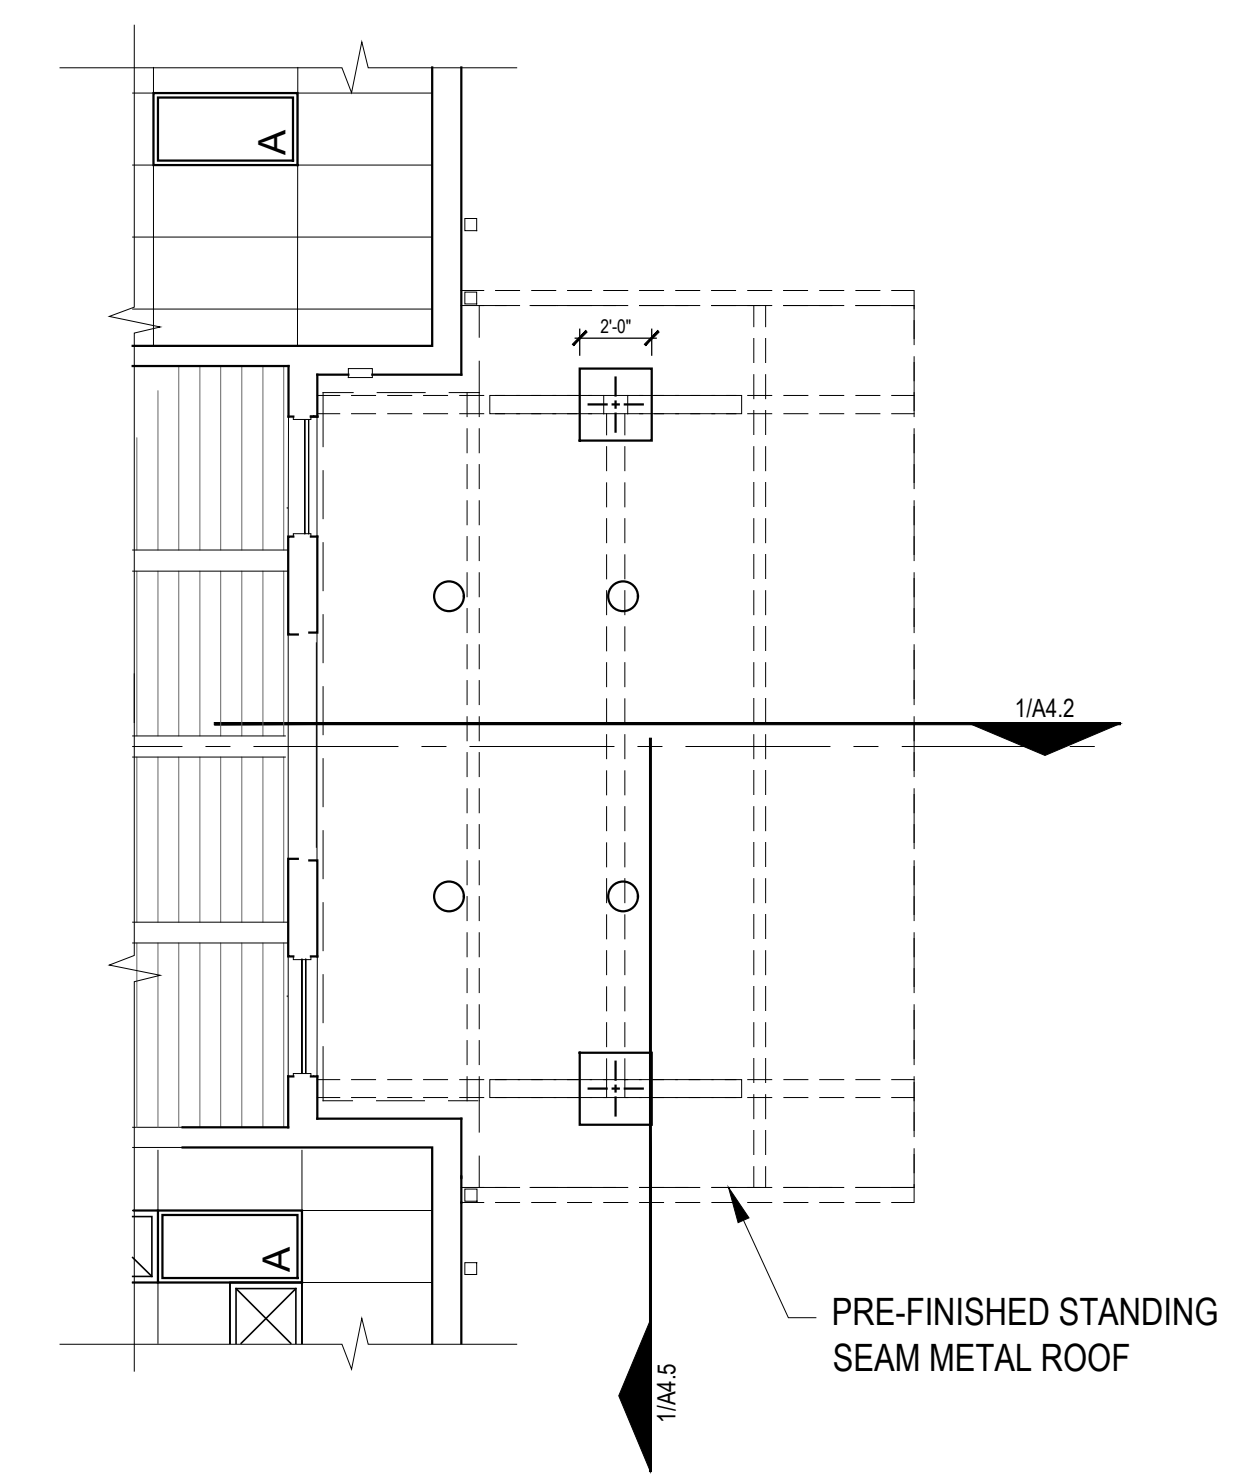 A
2'-0"
1/A4.2
A
PRE-FINISHED STANDING
SEAM METAL ROOF
1/A4.5